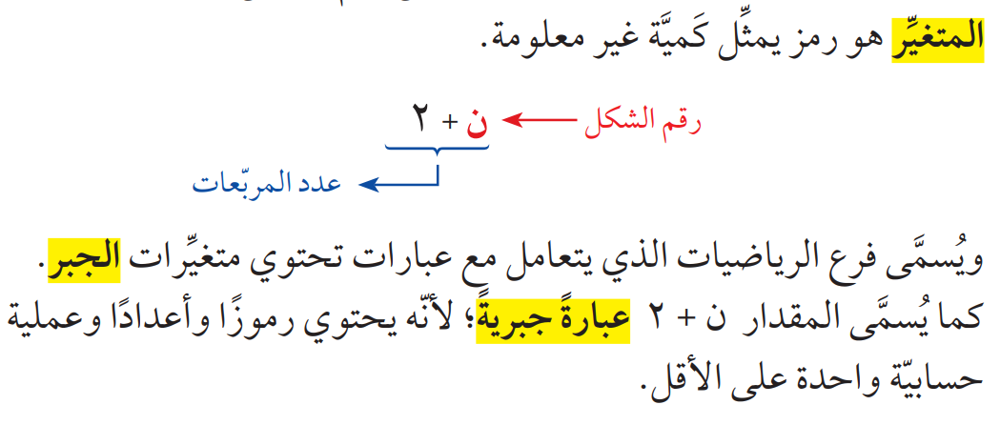 المتغيِّر هو رمز يمثِّل كَميَّة غير معلومة.
ن + ٢ رقم الشكل
عدد المربّعات
ويُسمَّى فرع الرياضيات الذي يتعامل مع عبارات تحتوي متغيِّرات الجبر.
كما يُسمَّى المقدار ن + ٢ عبارةً جبريةً؛ لأنّه يحتوي رموزًا وأعدادًا وعملية
حسابيّة واحدة على الأقل.